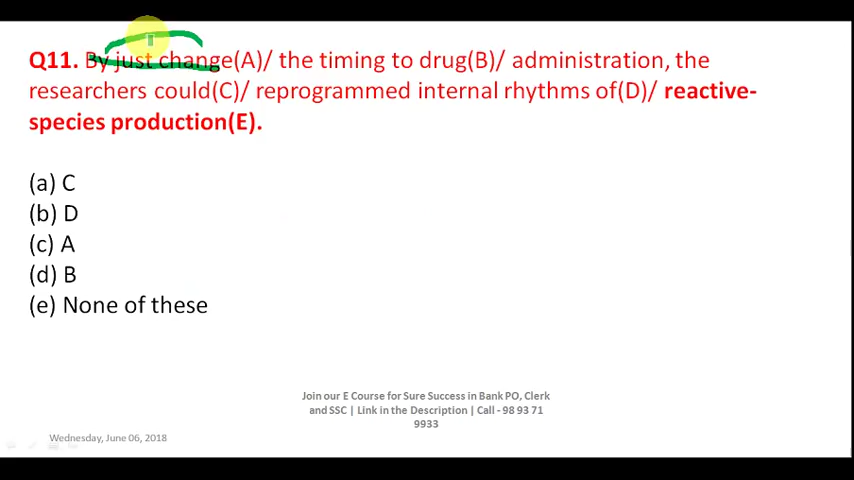 Q11. By just change(A)/ the timing to drug(B)/ administration, the
researchers could(C)/ reprogrammed internal rhythms of(D)/ reactive-
species production(E).
(a) C
(b) D
(c) A
(d) B
(e) None of these
Join our E Course for Sure Success in Bank PO, Clerk
and SSC | Link in the Description | Call - 98 93 71
9933
Wednesday, June 06, 2018